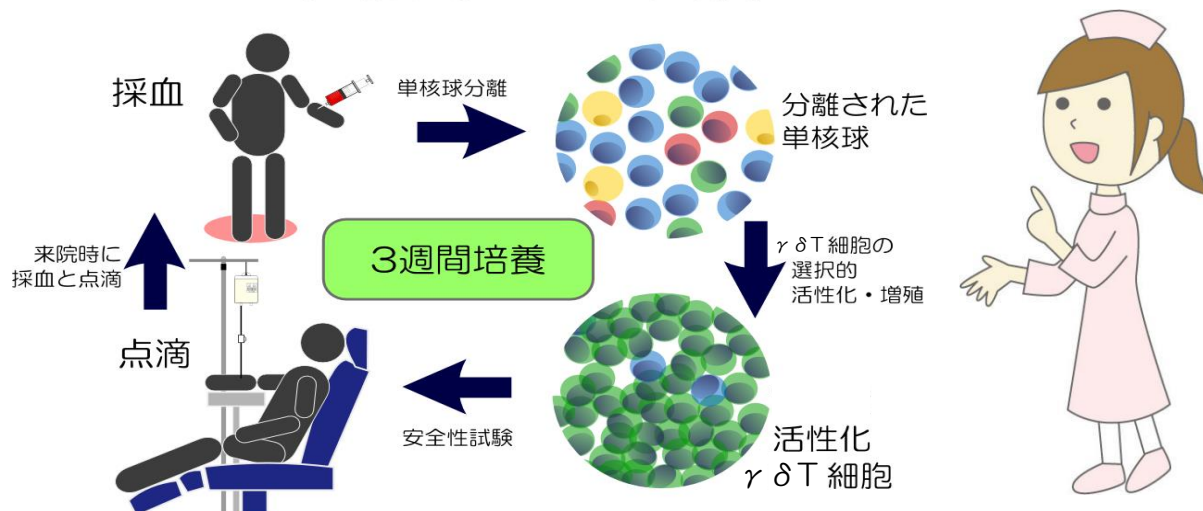 採血
単核球分離
分離された
単核球
γδT細胞の
選択的
活性化・増殖
活性化
γδT細胞
安全性試験
点滴
来院時に
採血と点滴
3週間培養